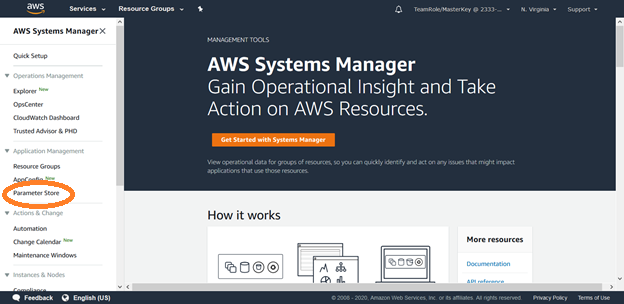 aws
Services
Resource Groups
TeamRole/MasterKey @ 2333-...
N. Virginia
Support
AWS Systems Manager
Quick Setup
Operations Management
Explorer New
OpsCenter
CloudWatch Dashboard
Trusted Advisor & PHD
Application Management
Resource Groups
AppConfig New
Parameter Store
Actions & Change
Automation
Change Calendar New
Maintenance Windows
Instances & Nodes
Compliance
MANAGEMENT TOOLS
AWS Systems Manager
Gain Operational Insight and Take
Action on AWS Resources.
Get Started with Systems Manager
View operational data for groups of resources, so you can quickly identify and act on any issues that might impact
applications that use those resources.
How it works
More resources
Documentation
API reference
Feedback
English (US)
© 2008 - 2020, Amazon Web Services, Inc. or its affiliates. All rights reserved.
Privacy Policy
Terms of Use